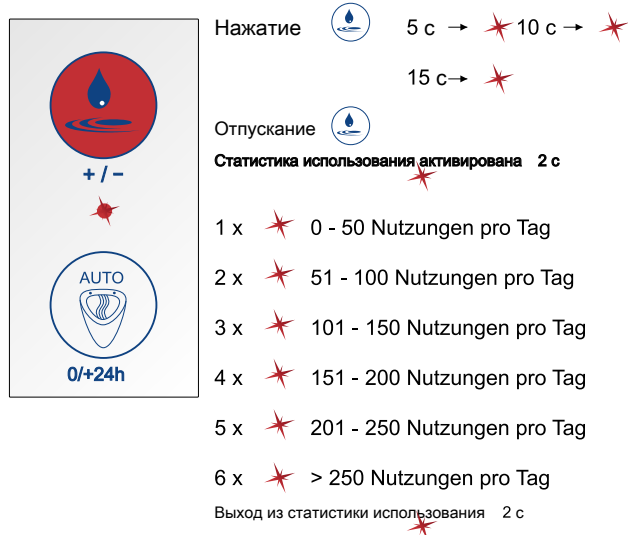 + / −
AUTO
0/+24h
Нажатие 5 с → 10 с →
15 с→
Отпускание
Статистика использования активирована 2 с
1 x 0 - 50 Nutzungen pro Tag
2 x 51 - 100 Nutzungen pro Tag
3 x 101 - 150 Nutzungen pro Tag
4 x 151 - 200 Nutzungen pro Tag
5 x 201 - 250 Nutzungen pro Tag
6 x > 250 Nutzungen pro Tag
Выход из статистики использования 2 с